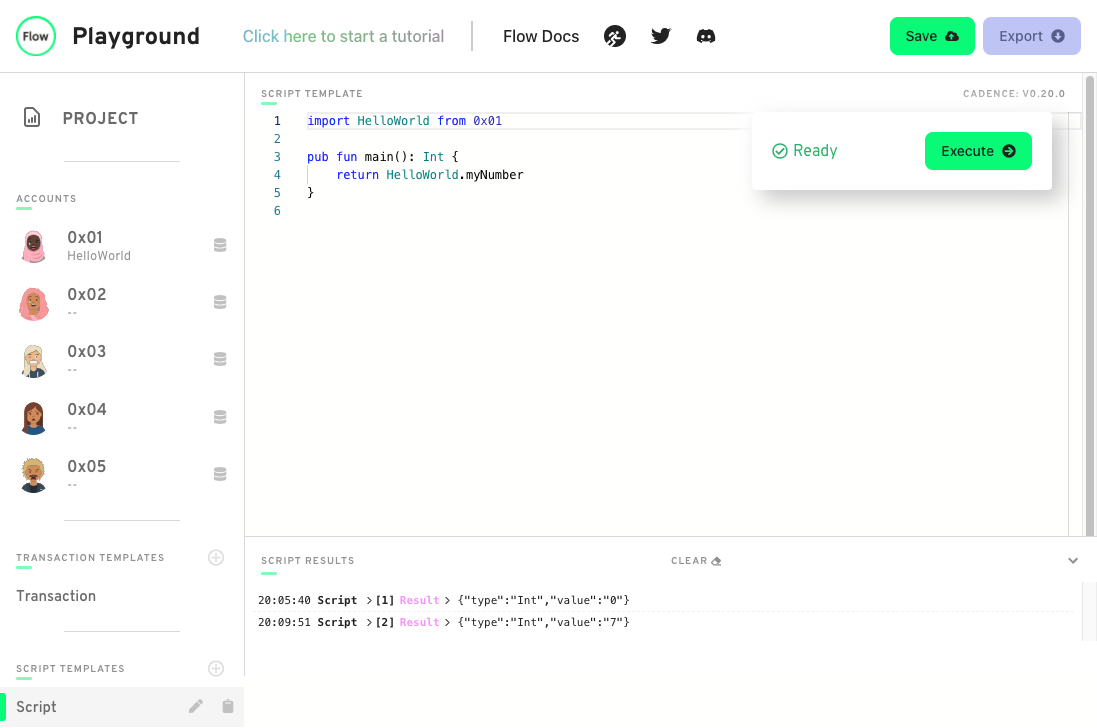 Flow
Playground
Click here to start a tutorial
Flow Docs
Save
Export
PROJECT
ACCOUNTS
0x01
HelloWorld
0x02
--
0x03
--
0x04
--
0x05
--
TRANSACTION TEMPLATES
Transaction
SCRIPT TEMPLATES
Script
SCRIPT TEMPLATE
CADENCE: V0.20.0
1 import HelloWorld from 0x01
2
3 pub fun main(): Int {
4     return HelloWorld.myNumber
5 }
6
Ready
Execute
SCRIPT RESULTS
CLEAR
20:05:40 Script >[1] Result > {"type":"Int","value":"0"}
20:09:51 Script >[2] Result > {"type":"Int","value":"7"}